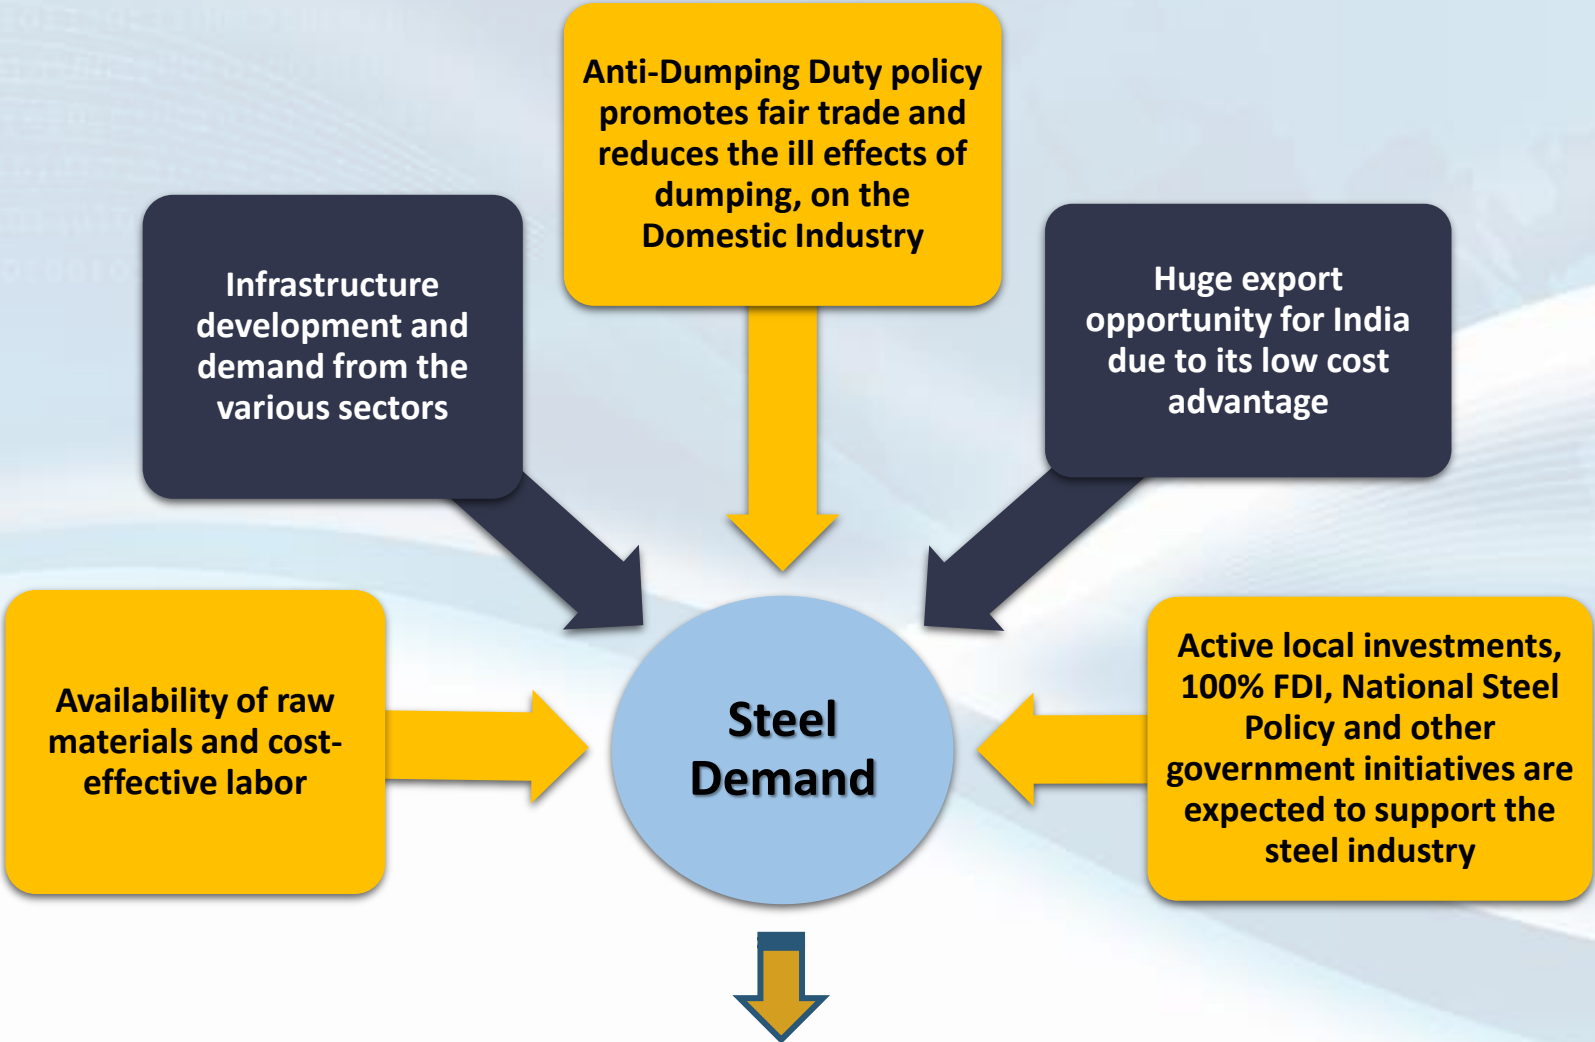 Anti-Dumping Duty policy
promotes fair trade and
reduces the ill effects of
dumping, on the
Domestic Industry
Infrastructure
development and
demand from the
various sectors
Huge export
opportunity for India
due to its low cost
advantage
Availability of raw
materials and cost-
effective labor
Steel
Demand
Active local investments,
100% FDI, National Steel
Policy and other
government initiatives are
expected to support the
steel industry